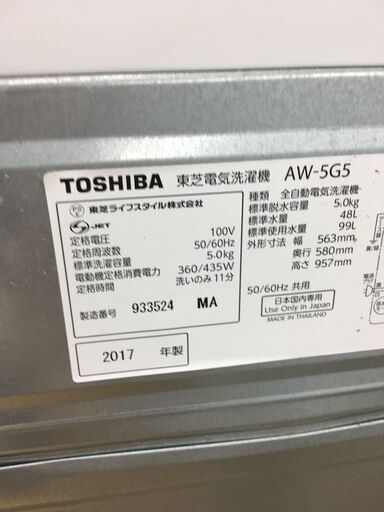 TOSHIBA 東芝電気洗濯機 AW-5G5
東芝ライフスタイル株式会社
JET
定格電圧 100V
定格周波数 50/60Hz
標準洗濯容量 5.0kg
電動機定格消費電力 360/435W
定格時間 洗いのみ 11分
製造番号 933524 MA
2017 年製
種類 全自動電気洗濯機
標準脱水容量 5.0kg
標準水量 48L
標準使用水量 99L
外形寸法 幅 563mm
奥行 580mm
高さ 957mm
50/60Hz 共用
日本国内専用
Use Only in Japan
MADE IN THAILAND